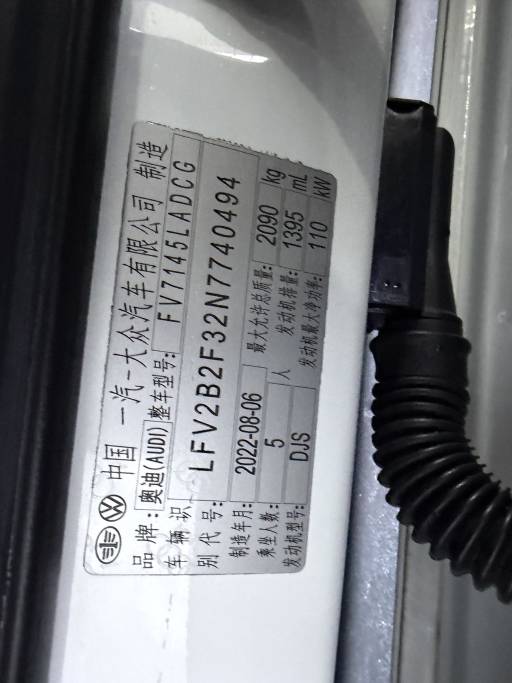 中国 一汽-大众汽车有限公司 制造
品牌: 奥迪(AUDI) 整车型号: FV7145LADCG
车辆识别代号: LFV2B2F32N7740494
制造年月: 2022-08-06 最大允许总质量: 2090 kg
乘坐人数: 5 人 发动机排量: 1395 mL
发动机型号: DJS 发动机最大净功率: 110 kW